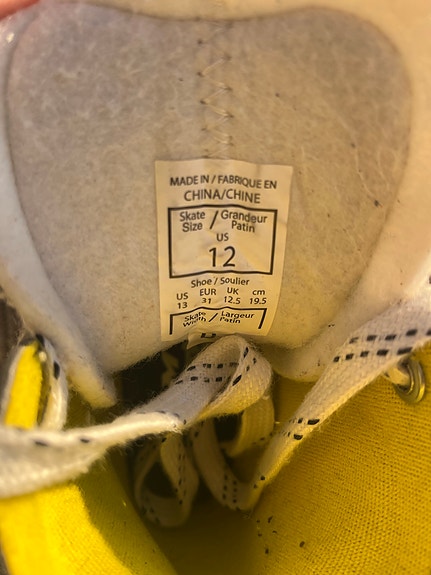 MADE IN / FABRIQUE EN
CHINA/CHINE
Skate / Grandeur
Size / Patin
US
12
Shoe / Soulier
US EUR UK cm
13 31 12.5 19.5
Skate / Largeur
Width / Patin